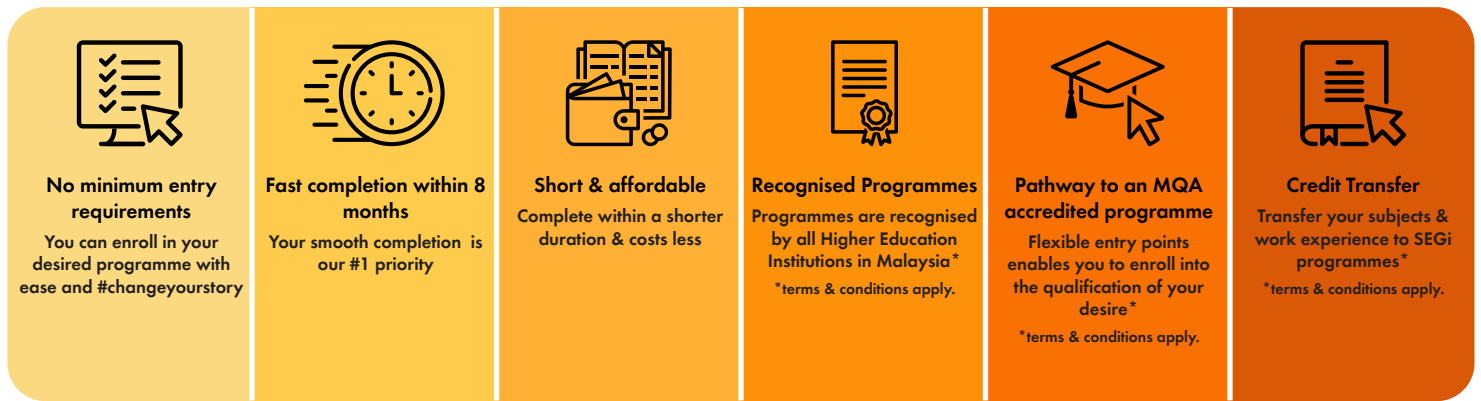 No minimum entry
requirements
You can enroll in your
desired programme with
ease and #changeyourstory
Fast completion within 8
months
Your smooth completion is
our #1 priority
Short & affordable
Complete within a shorter
duration & costs less
Recognised Programmes
Programmes are recognised
by all Higher Education
Institutions in Malaysia*
*terms & conditions apply.
Pathway to an MQA
accredited programme
Flexible entry points
enables you to enroll into
the qualification of your
desire*
*terms & conditions apply.
Credit Transfer
Transfer your subjects &
work experience to SEGi
programmes*
*terms & conditions apply.